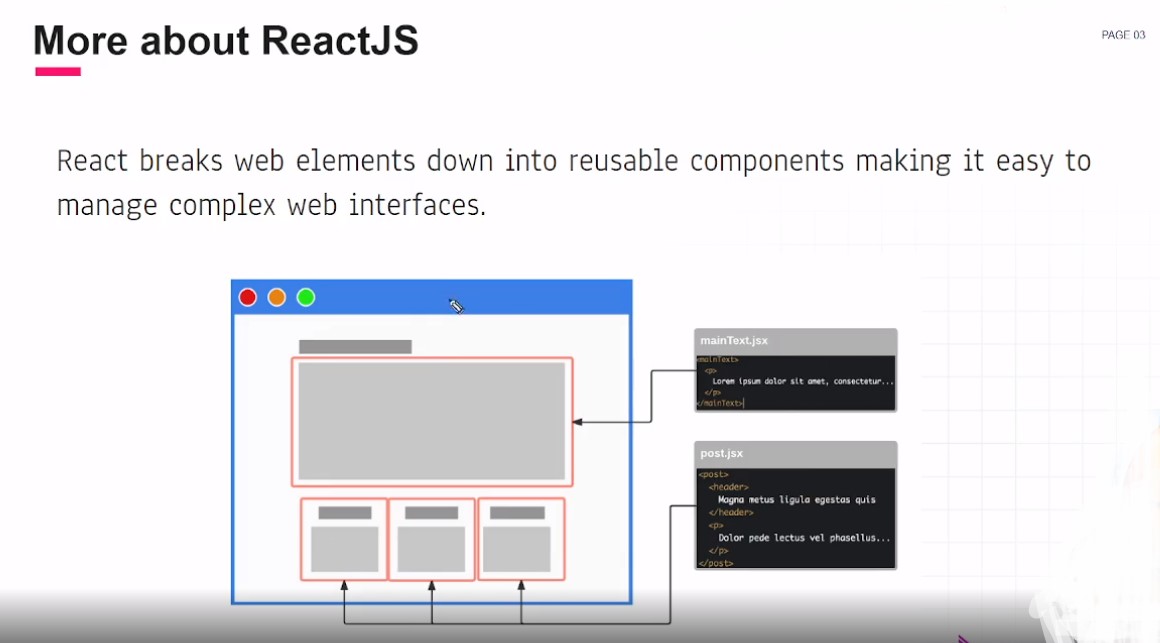 More about ReactJS
PAGE 03
React breaks web elements down into reusable components making it easy to
manage complex web interfaces.
mainText.jsx
<mainText>
<p>
Lorem ipsum dolor sit amet, consectetur...
</p>
</mainText>
post.jsx
<post>
<header>
Magna metus ligula egestas quis
</header>
<p>
Dolor pede lectus vel phasellus...
</p>
</post>